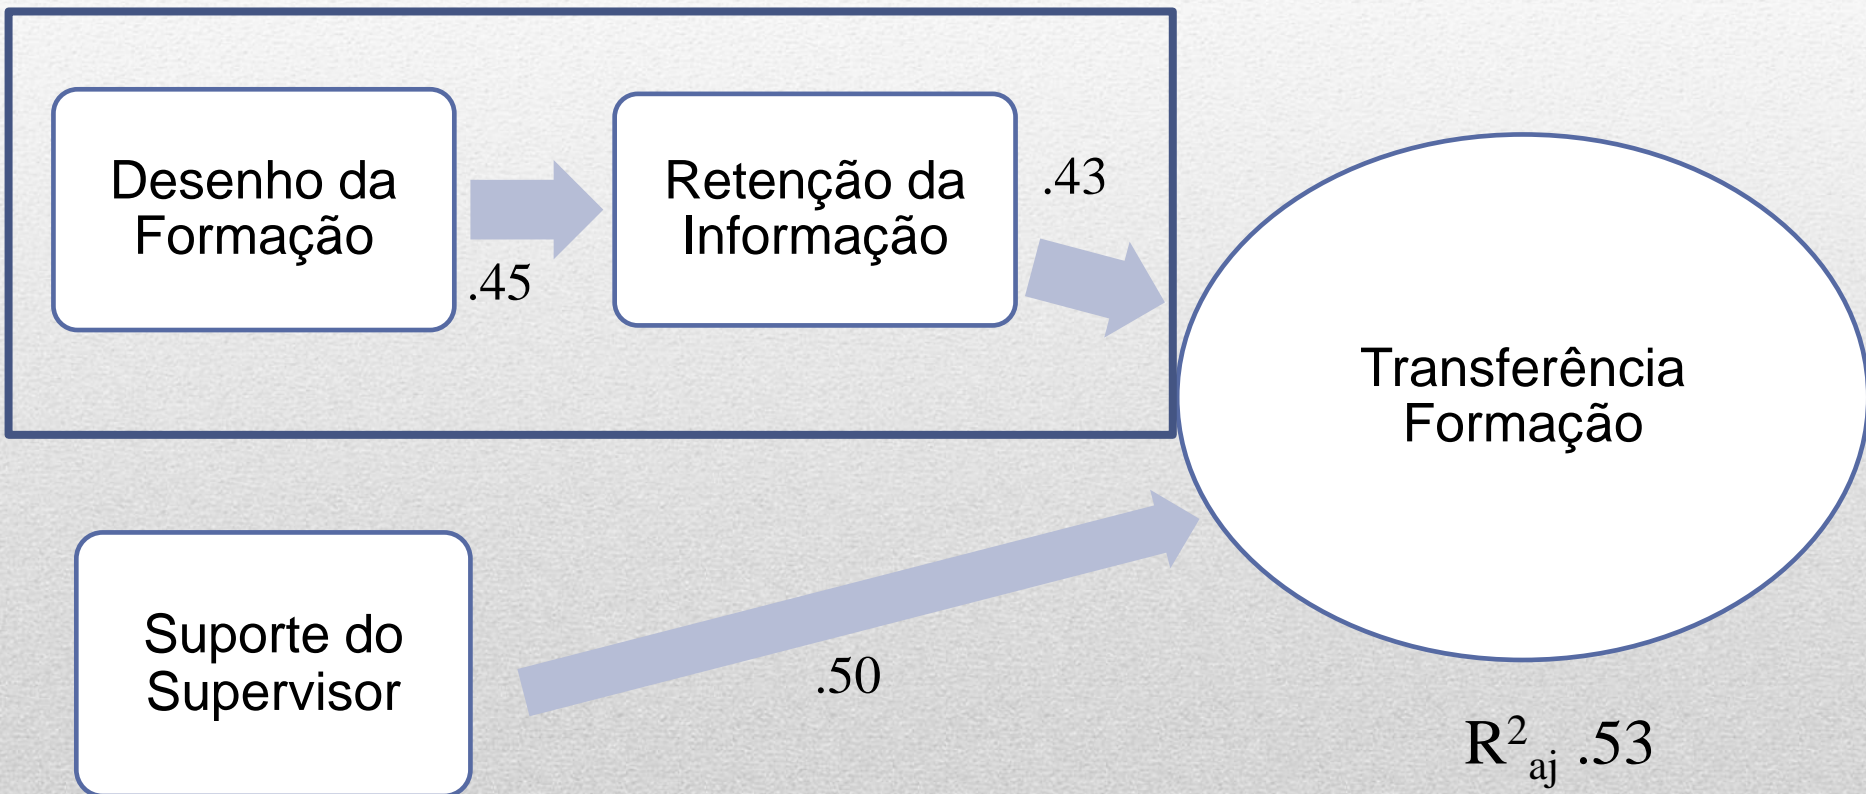 Desenho da
Formação
.45
Retenção da
Informação
.43
Transferência
Formação
Suporte do
Supervisor
.50
R²aj .53